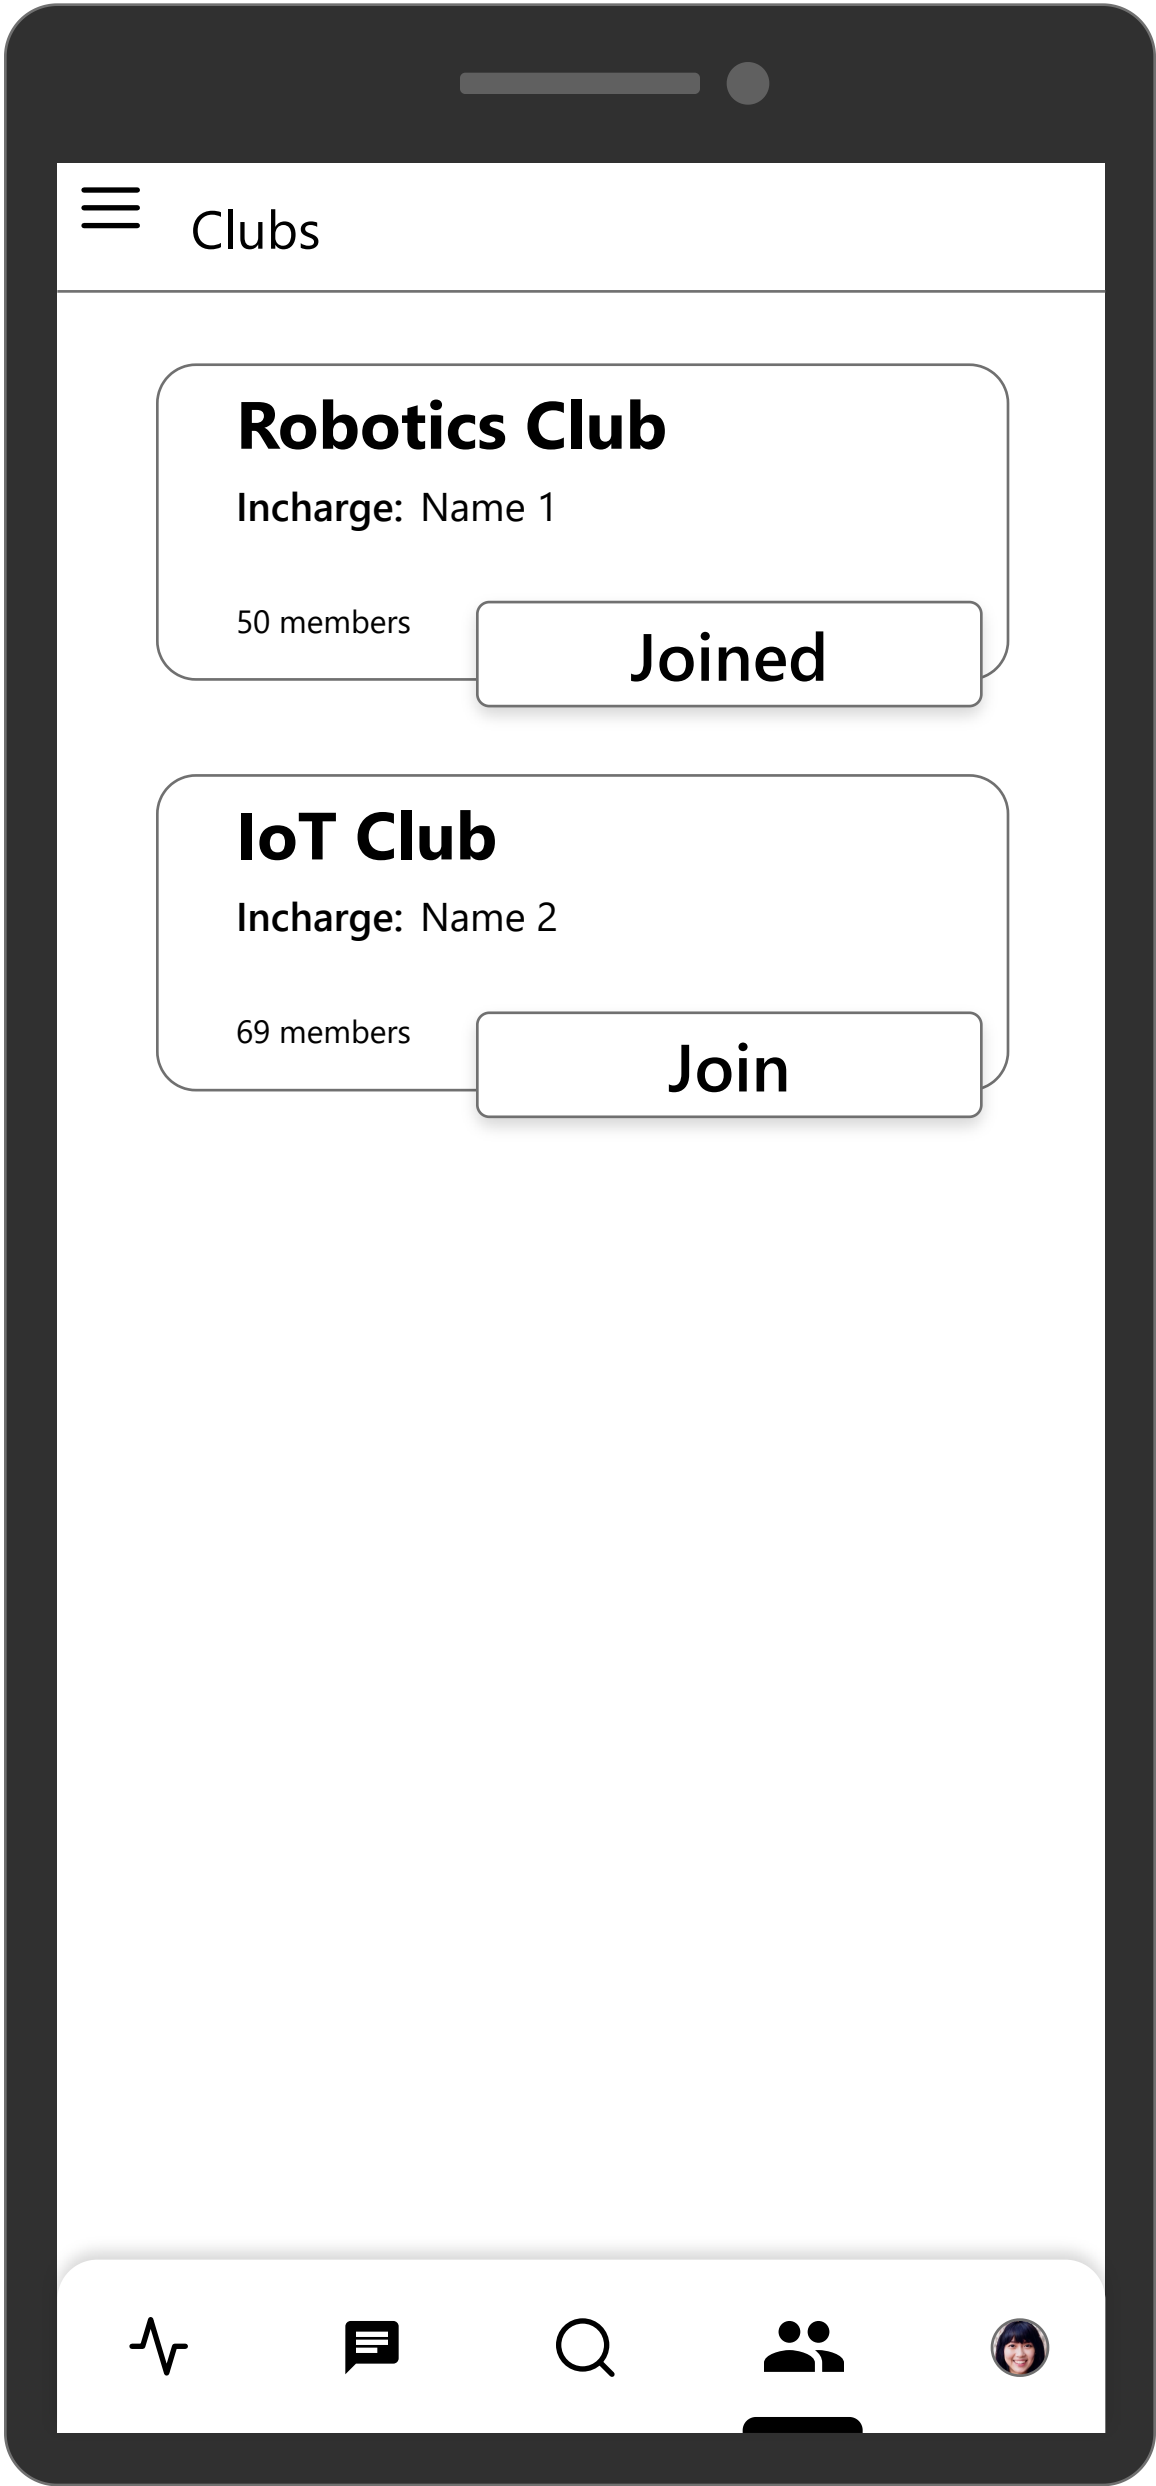 Clubs
Robotics Club
Incharge: Name 1
50 members
Joined
IoT Club
Incharge: Name 2
69 members
Join